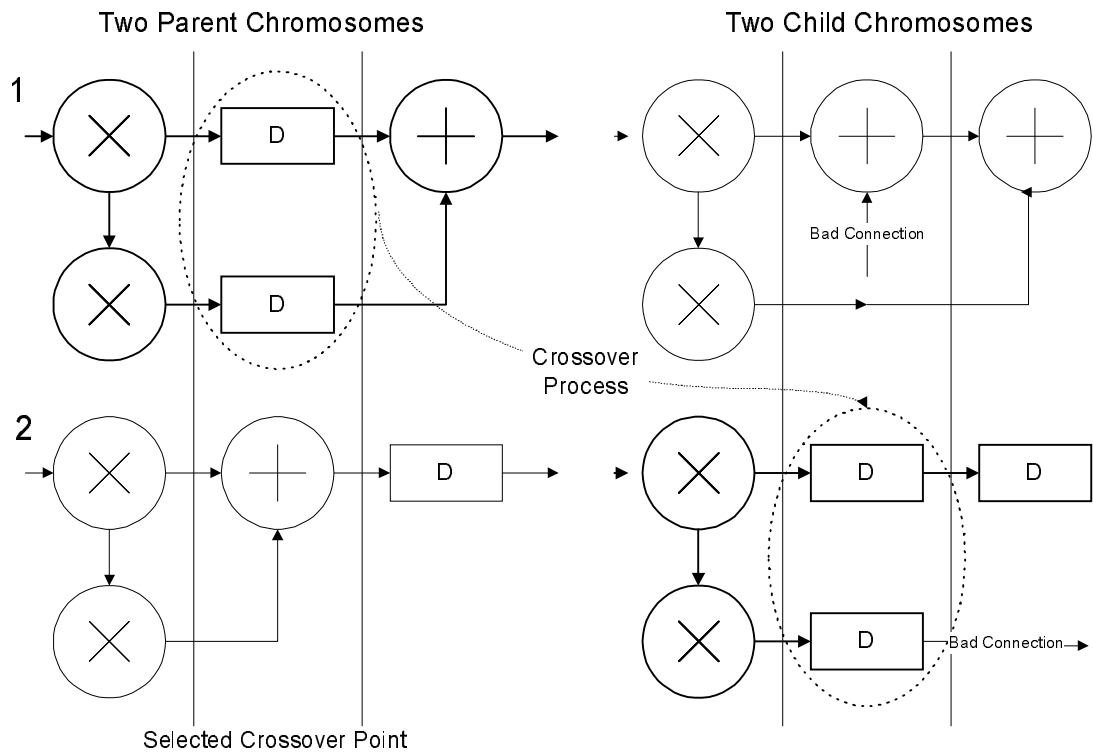 Two Parent Chromosomes
Two Child Chromosomes
1
D
D
Bad Connection
Crossover
Process
2
D
D
D
D
Bad Connection
Selected Crossover Point